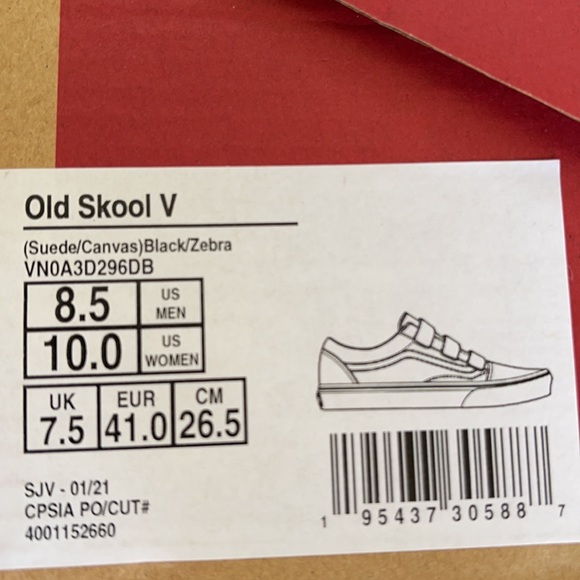 Old Skool V
(Suede/Canvas)Black/Zebra
VN0A3D296DB
8.5 US MEN
10.0 US WOMEN
UK EUR CM
7.5 41.0 26.5
SJV - 01/21
CPSIA PO/CUT#
4001152660
1 95437 30588 7